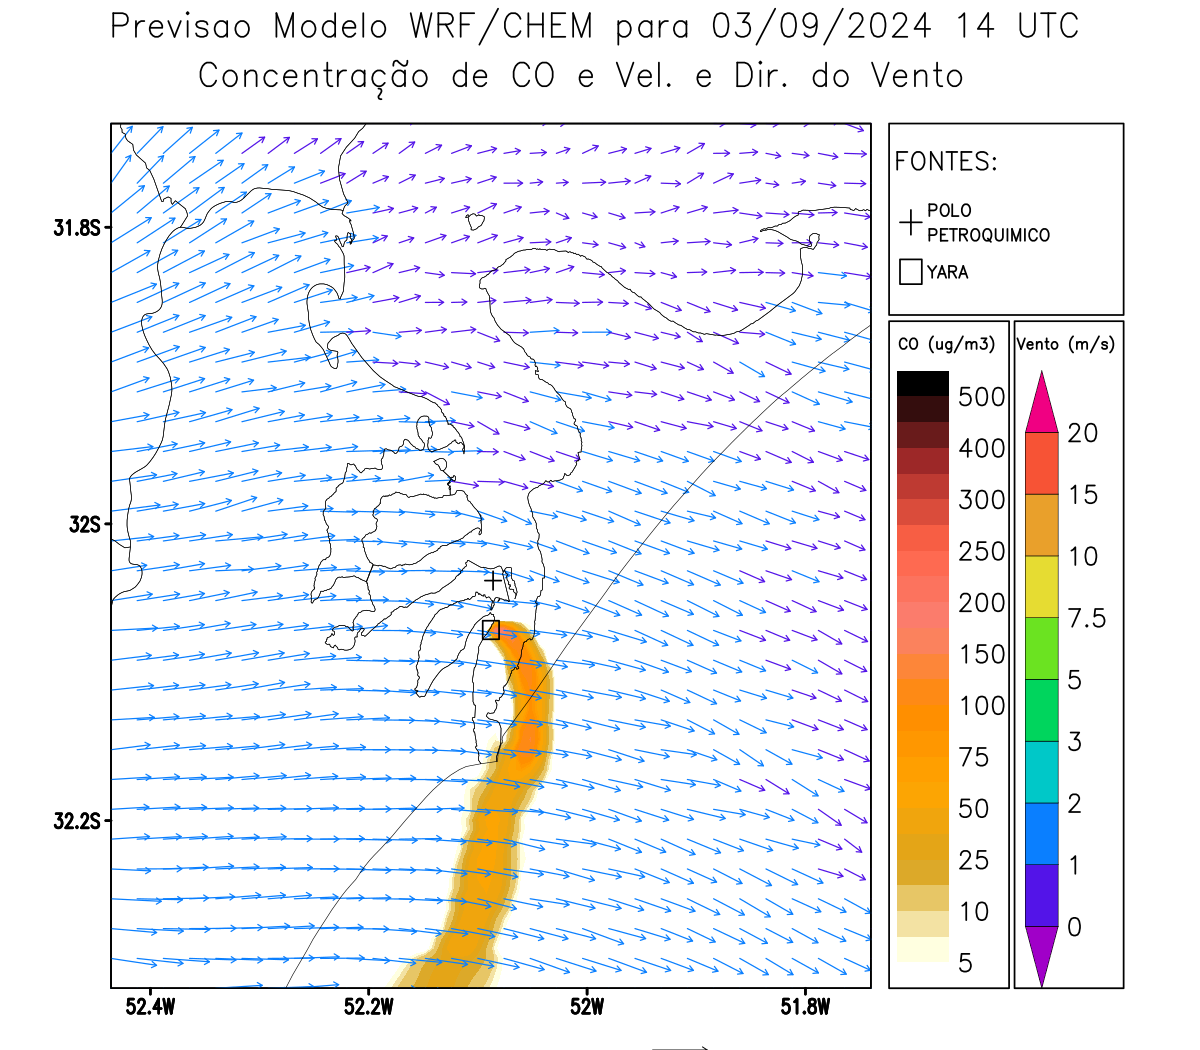 Previsao Modelo WRF/CHEM para 03/09/2024 14 UTC
Concentração de CO e Vel. e Dir. do Vento
FONTES:
POLO
PETROQUIMICO
YARA
CO (ug/m3)
500
400
300
250
200
150
100
75
50
25
10
5
Vento (m/s)
20
15
10
7.5
5
3
2
1
0
31.8S
32S
32.2S
52.4W
52.2W
52W
51.8W